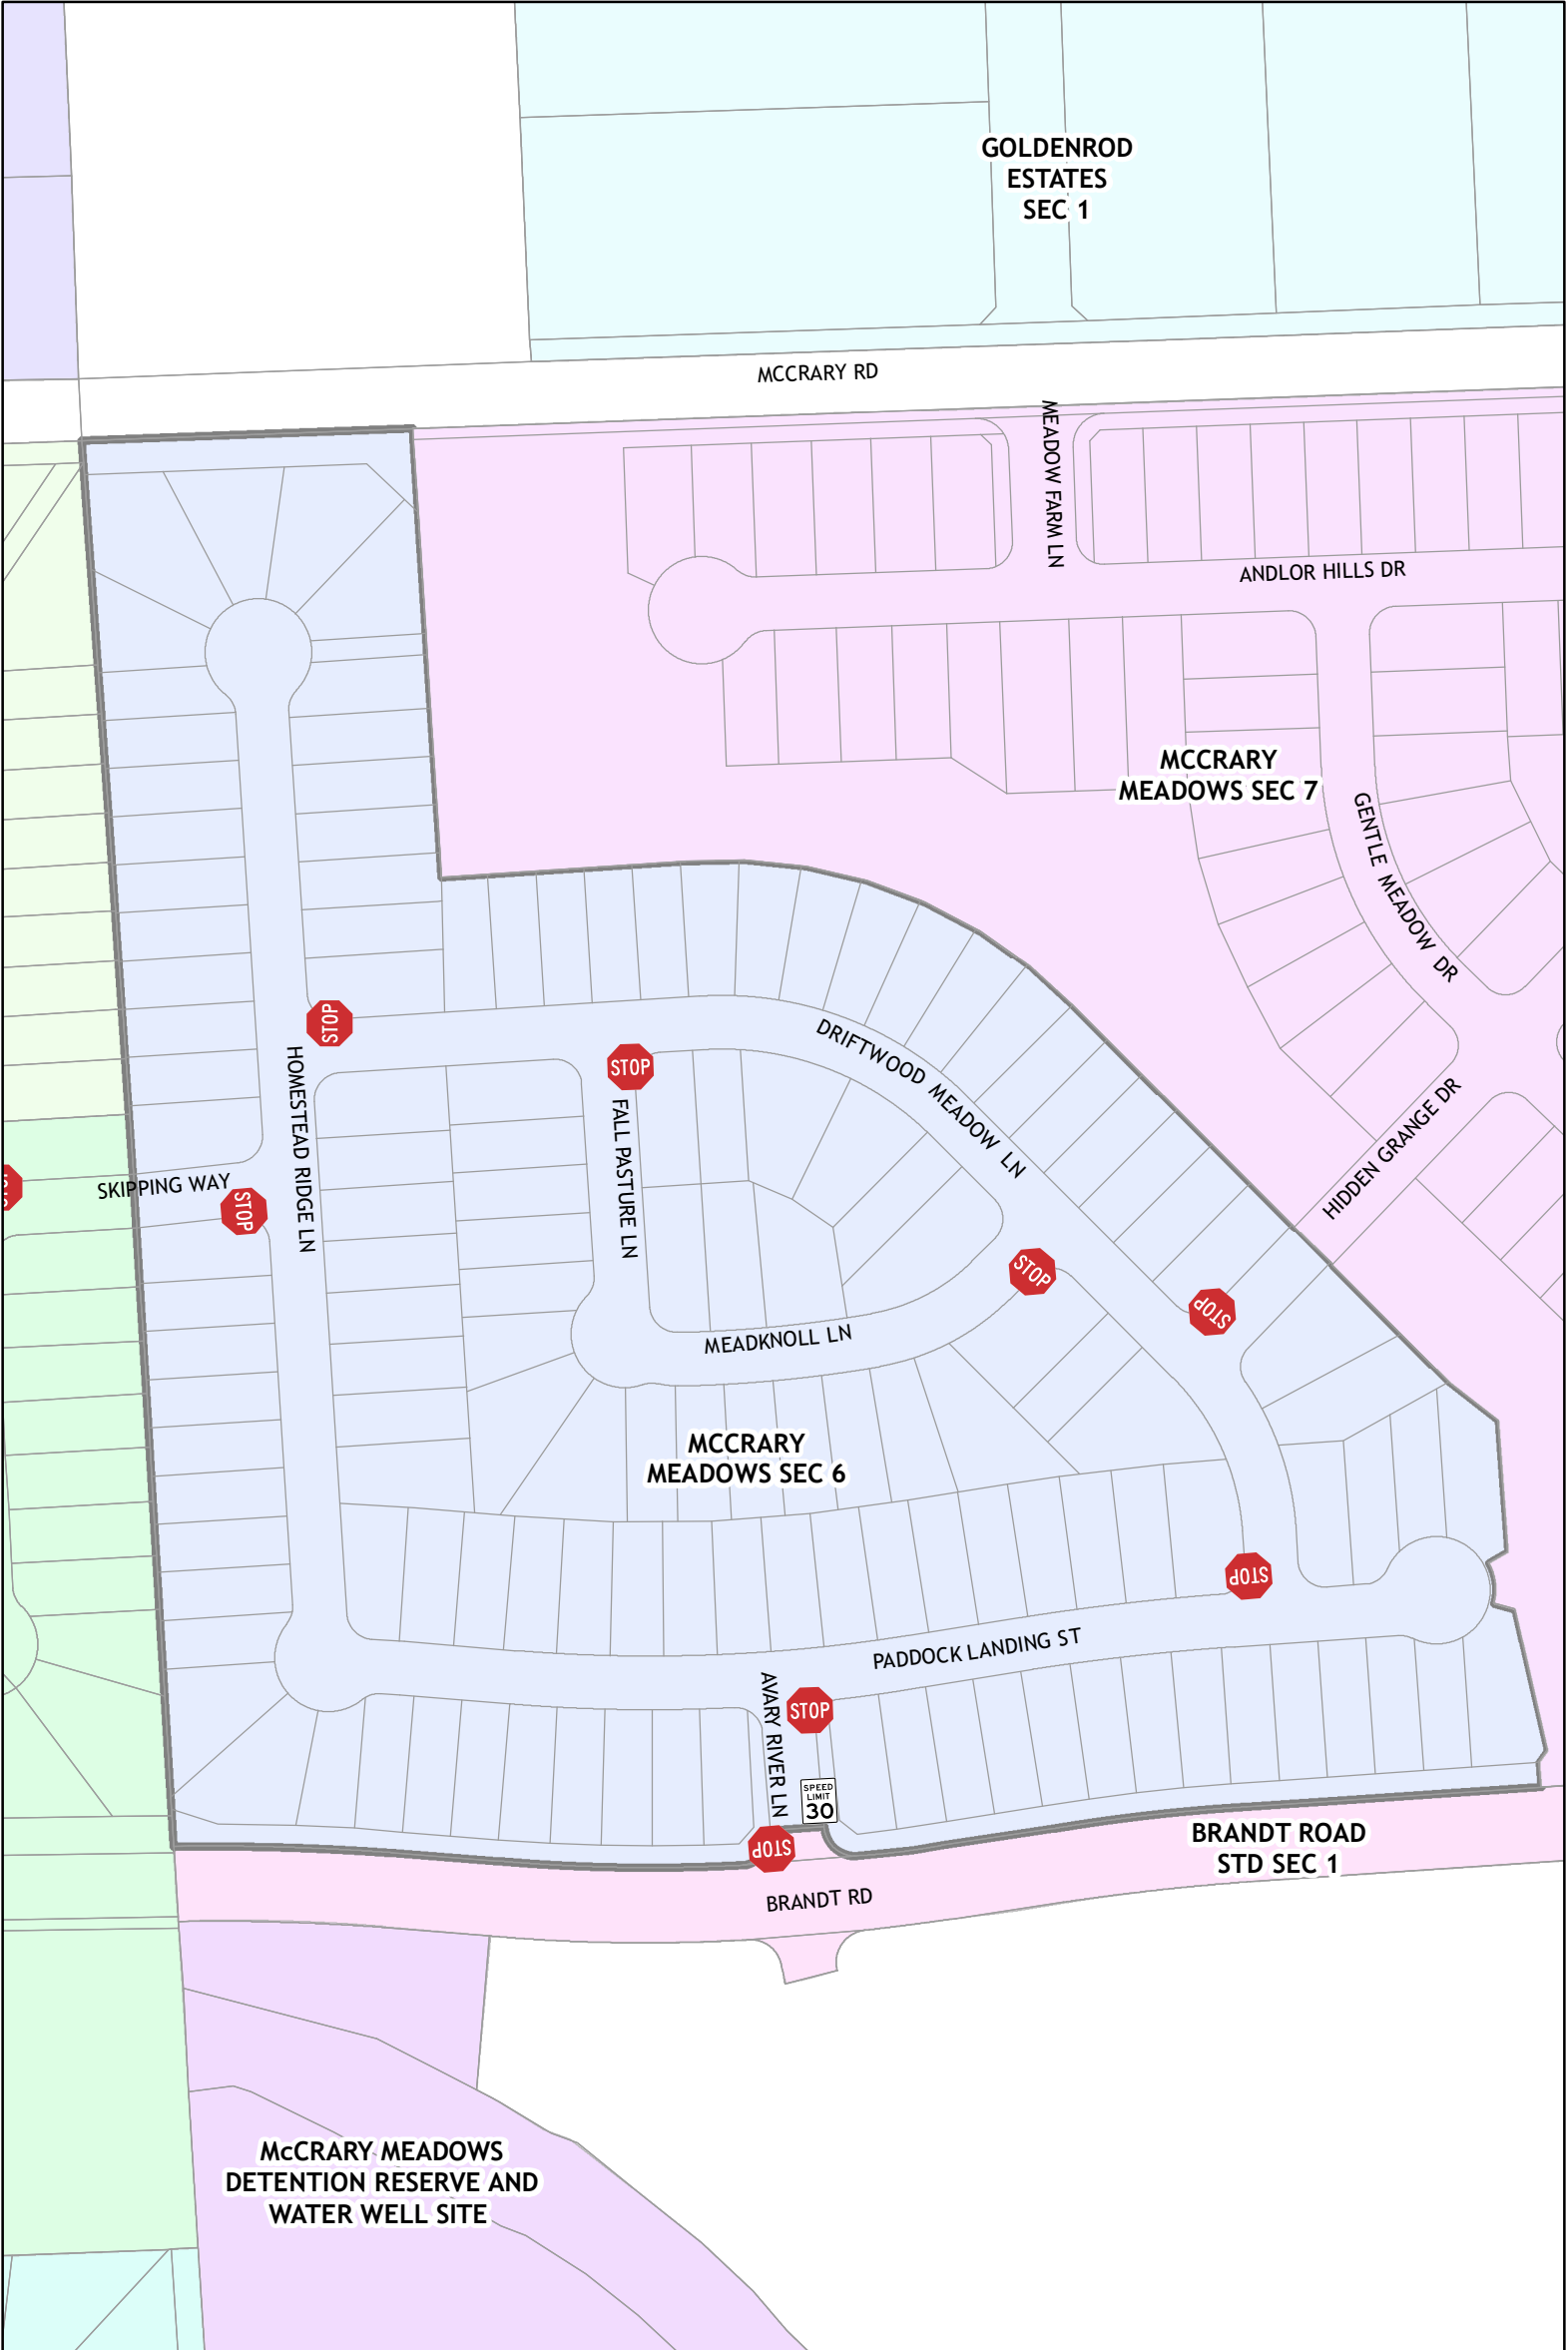 GOLDENROD
ESTATES
SEC 1
MCCRARY RD
MEADOW FARM LN
ANDLOR HILLS DR
MCCRARY
MEADOWS SEC 7
GENTLE MEADOW DR
STOP
DRIFTWOOD MEADOW LN
STOP
HOMESTEAD RIDGE LN
FALL PASTURE LN
HIDDEN GRANGE DR
SKIPPING WAY
STOP
STOP
STOP
MEADKNOLL LN
MCCRARY
MEADOWS SEC 6
STOP
PADDOCK LANDING ST
AVARY RIVER LN
STOP
SPEED
LIMIT
30
STOP
BRANDT ROAD
STD SEC 1
BRANDT RD
McCRARY MEADOWS
DETENTION RESERVE AND
WATER WELL SITE